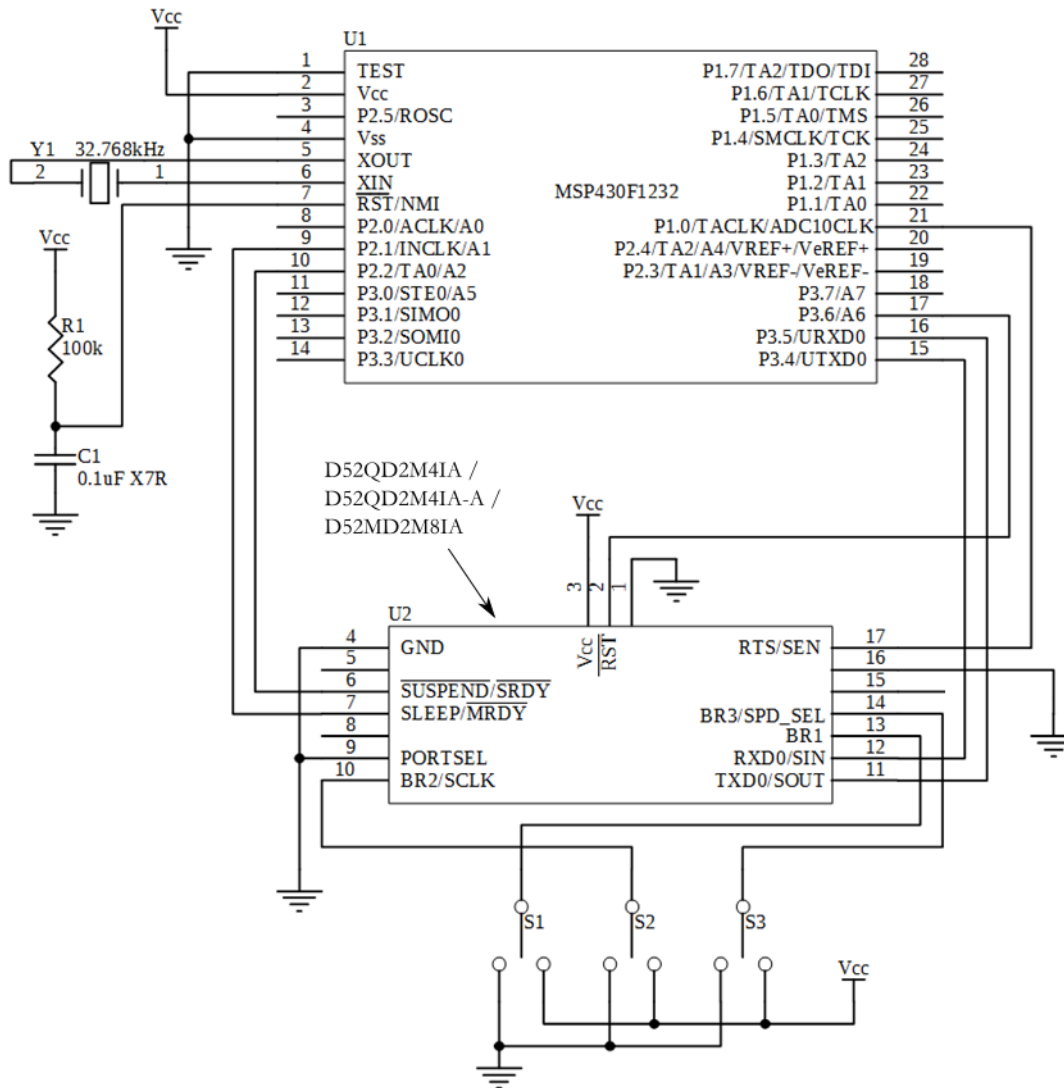 Vcc
U1
1 TEST P1.7/TA2/TDO/TDI 28
2 Vcc P1.6/TA1/TCLK 27
3 P2.5/ROSC P1.5/TA0/TMS 26
4 Vss P1.4/SMCLK/TCK 25
Y1 32.768kHz 5 XOUT P1.3/TA2 24
2 1 6 XIN P1.2/TA1 23
MSP430F1232
7 RST/NMI P1.1/TA0 22
8 P2.0/ACLK/A0 P1.0/TACLK/ADC10CLK 21
Vcc 9 P2.1/INCLK/A1 P2.4/TA2/A4/VREF+/VeREF+ 20
10 P2.2/TA0/A2 P2.3/TA1/A3/VREF-/VeREF- 19
11 P3.0/STE0/A5 P3.7/A7 18
12 P3.1/SIMO0 P3.6/A6 17
R1 13 P3.2/SOMI0 P3.5/URXD0 16
100k 14 P3.3/UCLK0 P3.4/UTXD0 15
C1
0.1uF X7R
D52QD2M4IA /
D52QD2M4IA-A /
D52MD2M8IA
Vcc
3 2 1
U2
4 GND Vcc RST RTS/SEN 17
5 16
6 SUSPEND/SRDY 15
7 SLEEP/MRDY BR3/SPD_SEL 14
8 BR1 13
9 PORTSEL RXD0/SIN 12
10 BR2/SCLK TXD0/SOUT 11
S1 S2 S3
Vcc